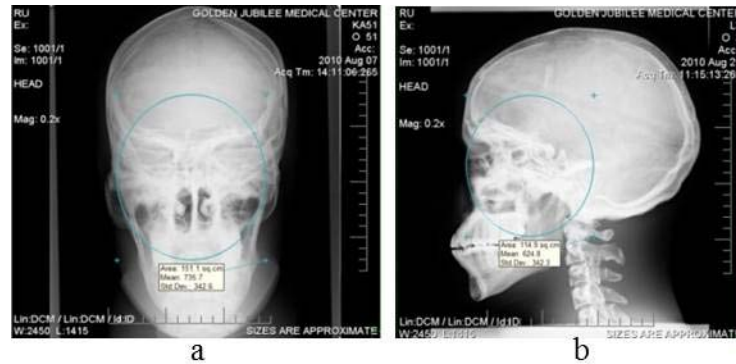 RU
Ex:
Se: 1001/1
Im: 1001/1
HEAD
Mag: 0.2x
GOLDEN JUBILEE MEDICAL CENTER
KA51
O 51
Acc:
2010 Aug 07
Acq Tm: 14:11:06.265
Area: 151.1 sq.cm
Mean: 735.7
Std Dev: 342.6
Lin:DCM / Lin:DCM / Id:ID
W:2450 L:1415
SIZES ARE APPROXIMATE
a
RU
Ex:
Se: 1001/1
Im: 1001/1
HEAD
Mag: 0.2x
GOLDEN JUBILEE MEDICAL CENTER
L
O
Acc:
2010 Aug 2
Acq Tm: 11:15:13.26
Area: 114.9 sq.cm
Mean: 624.8
Std Dev: 342.3
Lin:DCM / Lin:DCM / Id:ID
W:2450 L:1415
SIZES ARE APPROXIMAT
b